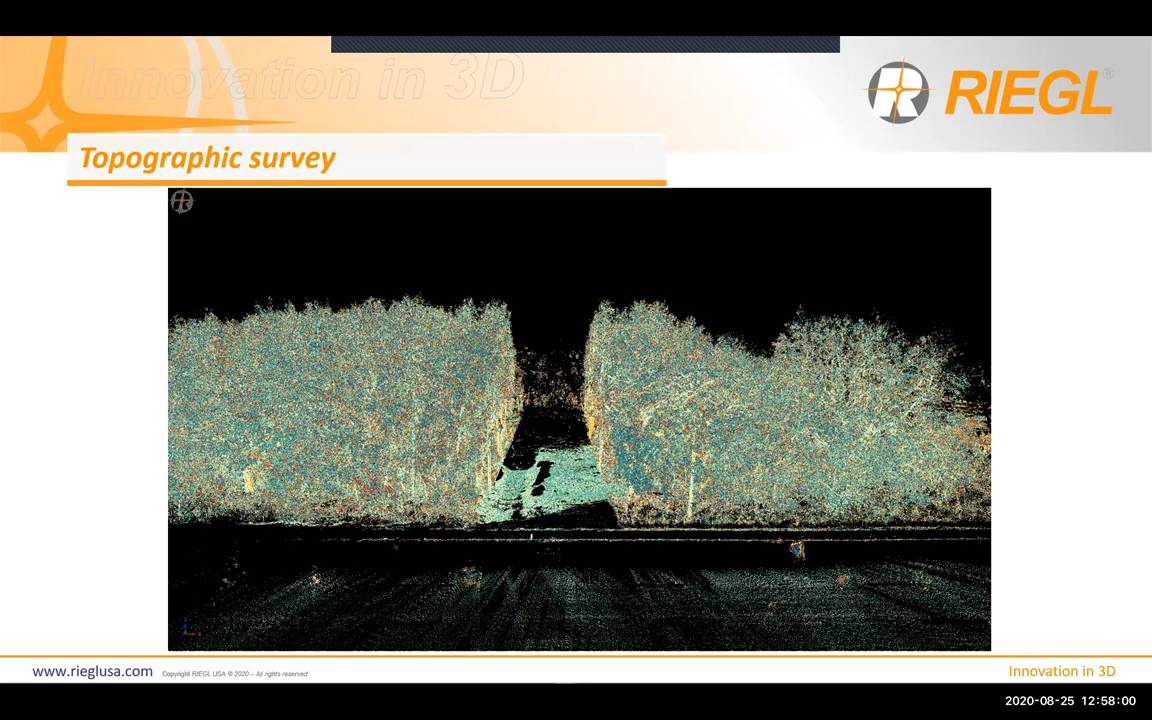 Innovation in 3D
RIEGL®
Topographic survey
www.rieglusa.com
Copyright RIEGL USA © 2020 – All rights reserved.
Innovation in 3D
2020-08-25 12:58:00